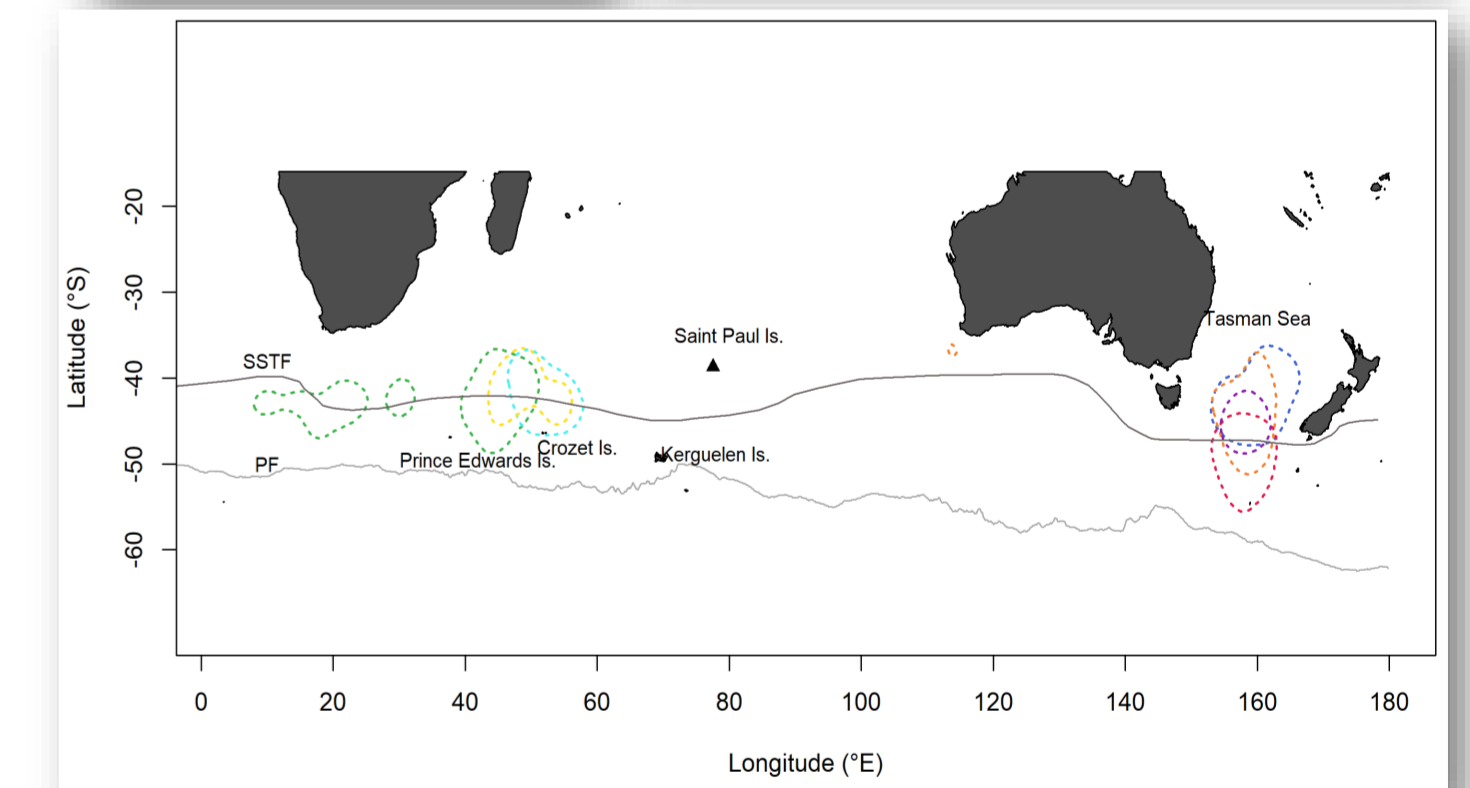 -20
-30
-40
-50
-60
Latitude (°S)
Tasman Sea
Saint Paul Is.
SSTF
Crozet Is.
Prince Edwards Is.
Kerguelen Is.
PF
0 20 40 60 80 100 120 140 160 180
Longitude (°E)